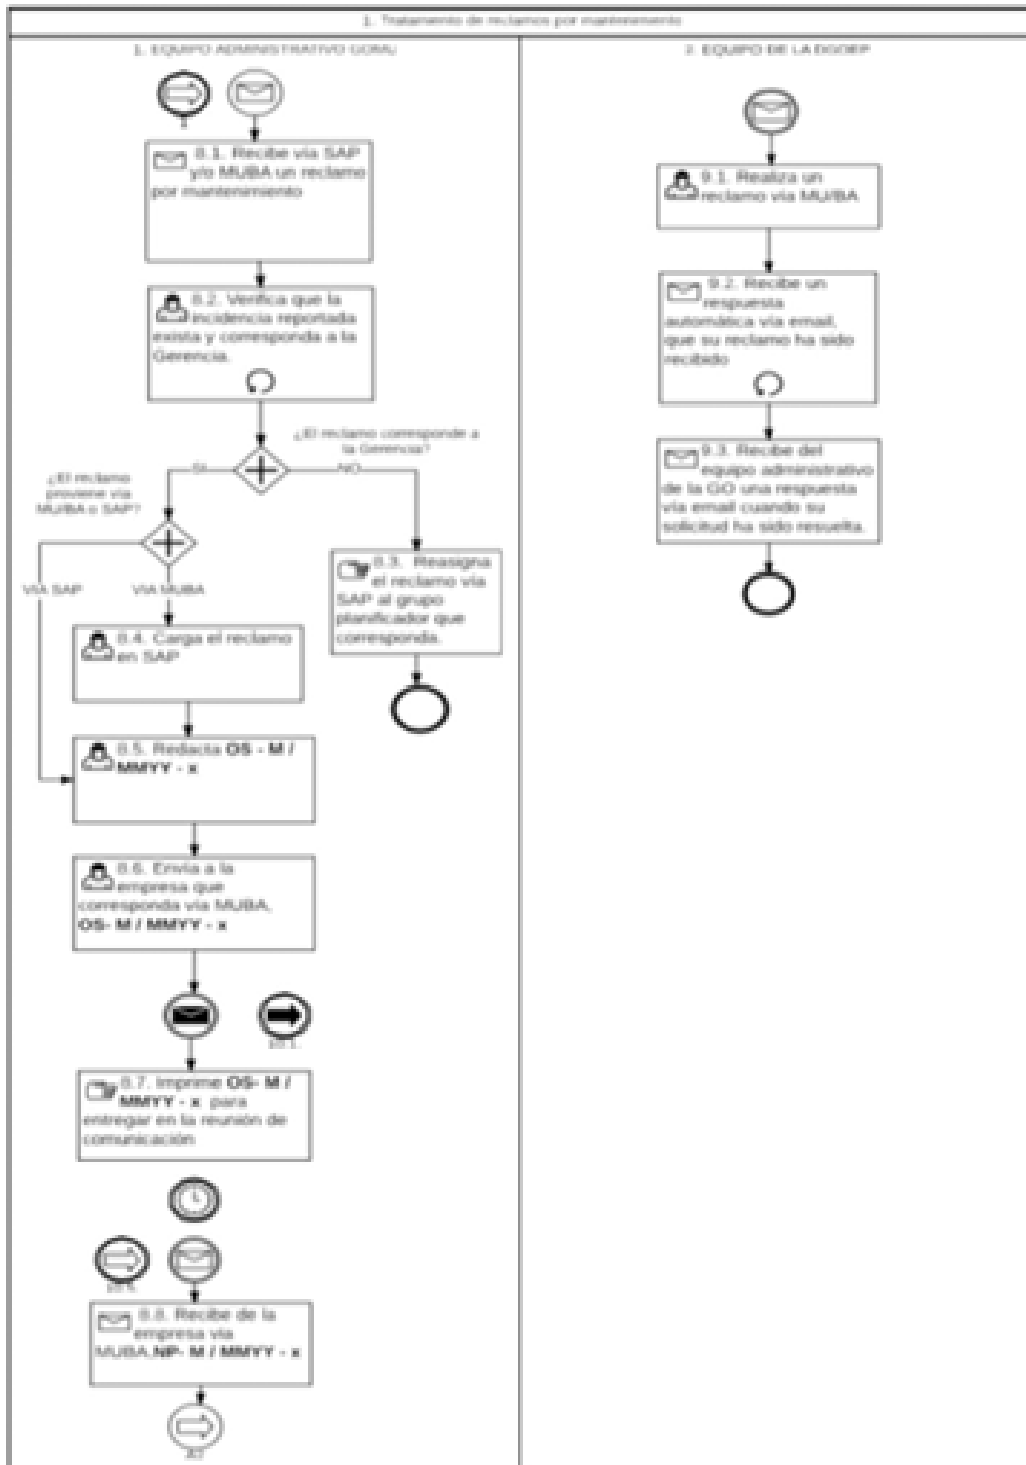 1. Tratamiento de reclamos por mantenimiento
1. EQUIPO ADMINISTRATIVO
8.1. Recibe vía SAP
y/o MUBA un reclamo
por mantenimiento
8.2. Verifica que la
incidencia reportada
exista y corresponda a la
Gerencia.
¿El reclamo corresponde a
la Gerencia?
SI
NO
¿El reclamo
proviene vía
MU/BA o SAP?
VIA SAP
VIA MUBA
8.3. Reasigna
el reclamo vía
SAP al grupo
planificador que
corresponda.
8.4. Carga el reclamo
en SAP
8.5. Redacta OS - M /
MMYY - x
8.6. Envía a la
empresa que
corresponda vía MUBA,
OS- M / MMYY - x
10.1.
8.7. Imprime OS- M /
MMYY - x para
entregar en la reunión de
comunicación
8.8. Recibe de la
empresa vía
MUBA,NP- M / MMYY - x
2. EQUIPO DE LA
9.1. Realiza un
reclamo vía MU/BA
9.2. Recibe un
respuesta
automática vía email,
que su reclamo ha sido
recibido
9.3. Recibe del
equipo administrativo
de la GO una respuesta
vía email cuando su
solicitud ha sido resuelta.